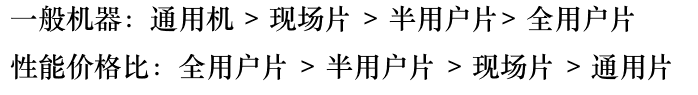 一般机器：通用机 > 现场片 > 半用户片> 全用户片
性能价格比：全用户片 > 半用户片 > 现场片 > 通用片